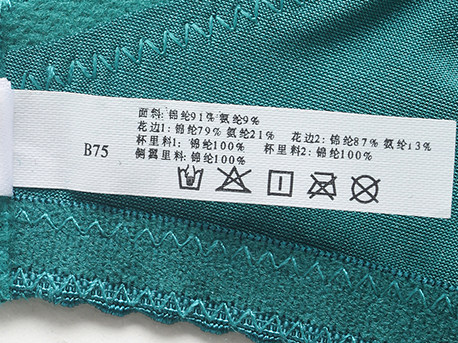 面料: 锦纶91% 氨纶9%
花边1: 锦纶79% 氨纶21% 花边2: 锦纶87% 氨纶13%
杯里料1: 锦纶100% 杯里料2: 锦纶100%
侧翼里料: 锦纶100%
B75